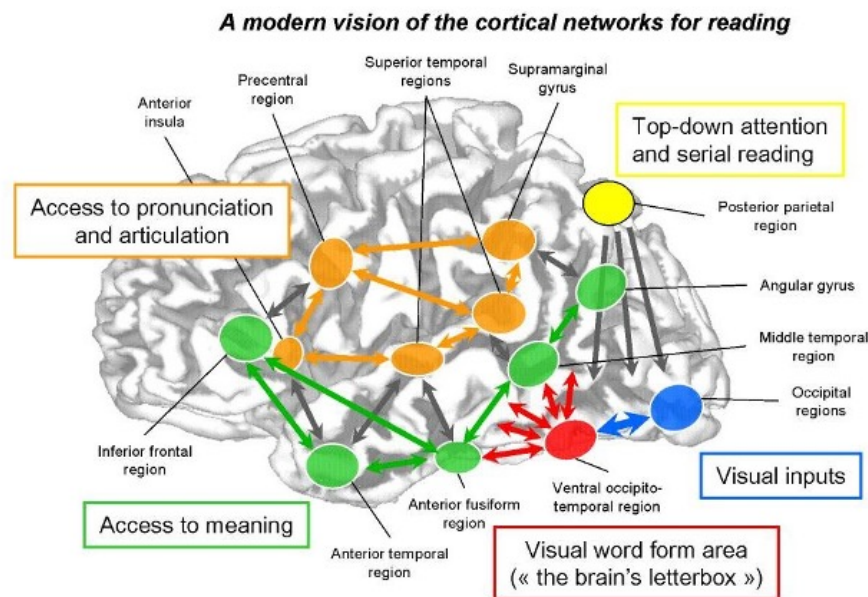 A modern vision of the cortical networks for reading
Superior temporal
regions
Supramarginal
gyrus
Precentral
region
Anterior
insula
Top-down attention
and serial reading
Access to pronunciation
and articulation
Posterior parietal
region
Angular gyrus
Middle temporal
region
Occipital
regions
Inferior frontal
region
Visual inputs
Access to meaning
Anterior fusiform
region
Ventral occipito-
temporal region
Anterior temporal
region
Visual word form area
(« the brain's letterbox »)